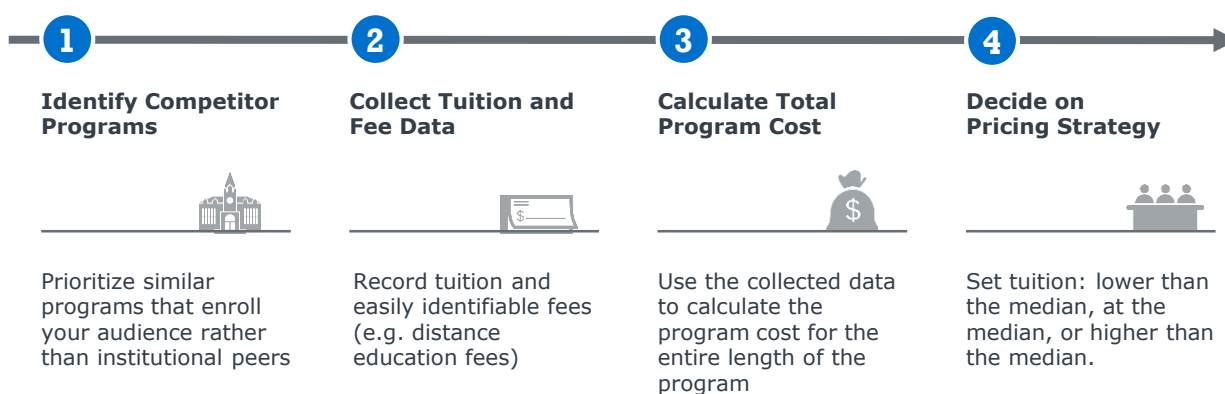 1
2
3
4
Identify Competitor
Programs
Collect Tuition and
Fee Data
Calculate Total
Program Cost
Decide on
Pricing Strategy
$
$
Prioritize similar
programs that enroll
your audience rather
than institutional peers
Record tuition and
easily identifiable fees
(e.g. distance
education fees)
Use the collected data
to calculate the
program cost for the
entire length of the
program
Set tuition: lower than
the median, at the
median, or higher than
the median.